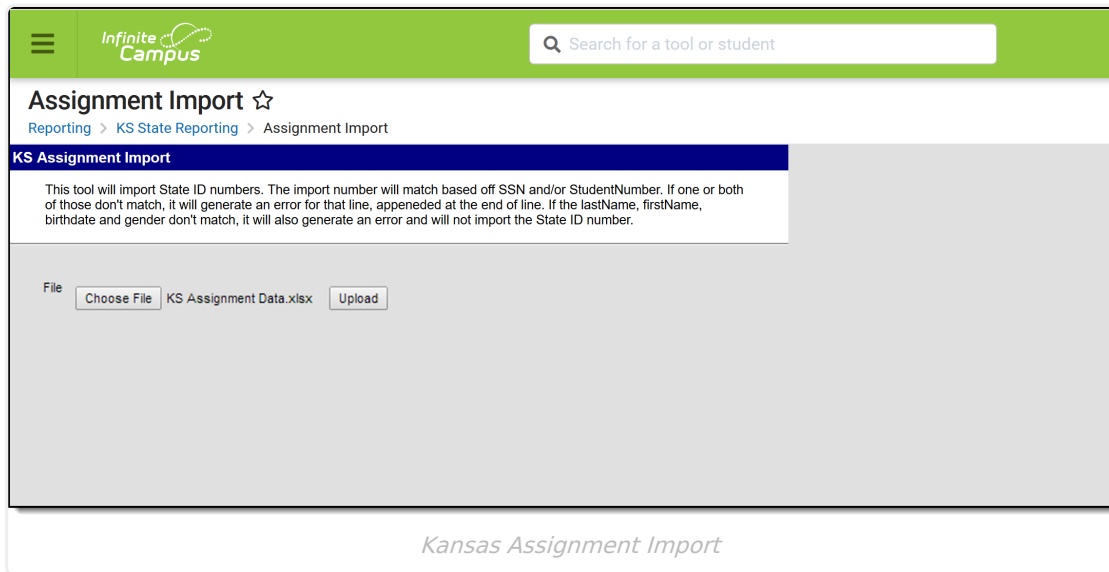 Infinite
Campus
Search for a tool or student
Assignment Import
Reporting > KS State Reporting > Assignment Import
KS Assignment Import
This tool will import State ID numbers. The import number will match based off SSN and/or StudentNumber. If one or both
of those don't match, it will generate an error for that line, appeneded at the end of line. If the lastName, firstName,
birthdate and gender don't match, it will also generate an error and will not import the State ID number.
File Choose File KS Assignment Data.xlsx Upload
Kansas Assignment Import